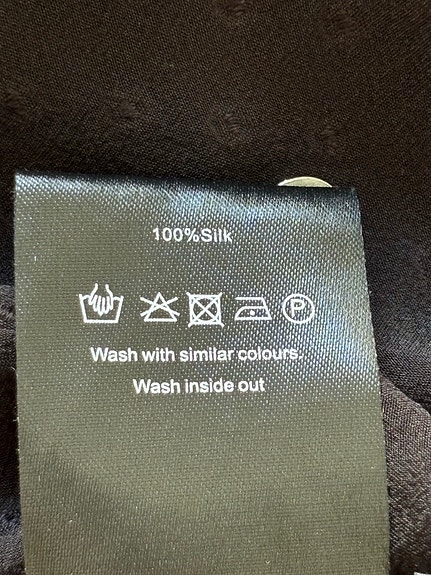 100%Silk
P
Wash with similar colours.
Wash inside out